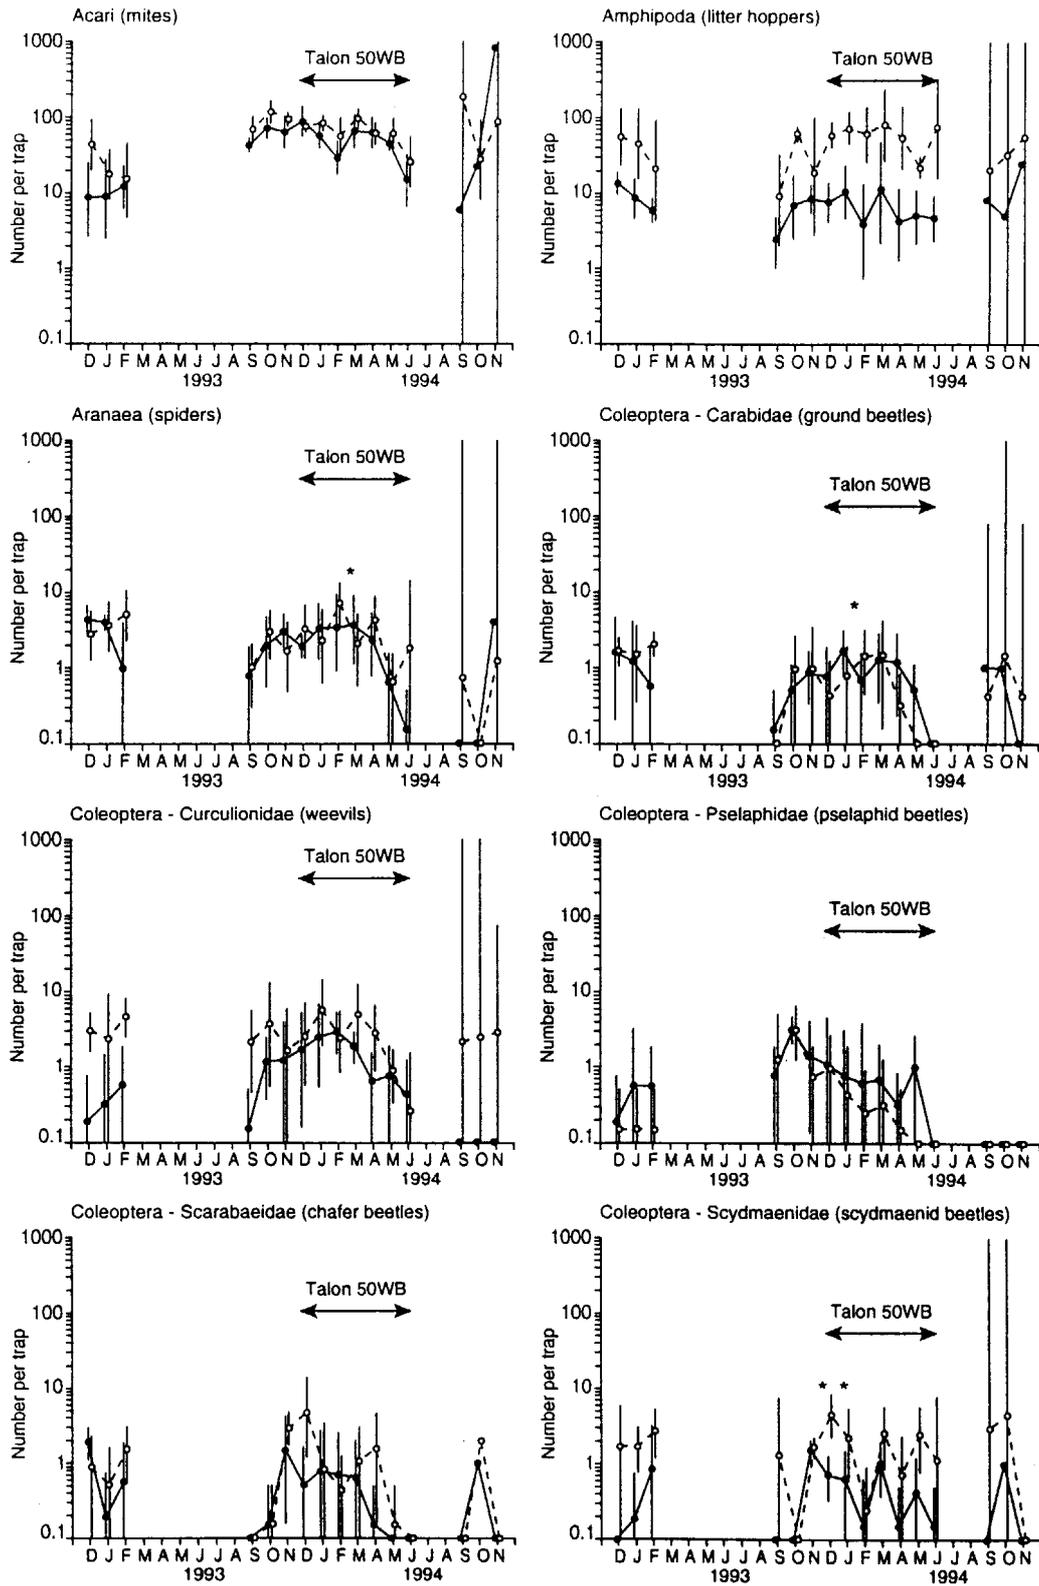 Acari (mites)
1000
100
10
1
0.1
Number per trap
Talon 50WB
D J F M A M J J A S O N D J F M A M J J A S O N
1993 1994
Amphipoda (litter hoppers)
1000
100
10
1
0.1
Number per trap
Talon 50WB
D J F M A M J J A S O N D J F M A M J J A S O N
1993 1994
Aranaea (spiders)
1000
100
10
1
0.1
Number per trap
Talon 50WB
*
D J F M A M J J A S O N D J F M A M J J A S O N
1993 1994
Coleoptera - Carabidae (ground beetles)
1000
100
10
1
0.1
Number per trap
Talon 50WB
*
D J F M A M J J A S O N D J F M A M J J A S O N
1993 1994
Coleoptera - Curculionidae (weevils)
1000
100
10
1
0.1
Number per trap
Talon 50WB
D J F M A M J J A S O N D J F M A M J J A S O N
1993 1994
Coleoptera - Pselaphidae (pselaphid beetles)
1000
100
10
1
0.1
Number per trap
Talon 50WB
D J F M A M J J A S O N D J F M A M J J A S O N
1993 1994
Coleoptera - Scarabaeidae (chafer beetles)
1000
100
10
1
0.1
Number per trap
Talon 50WB
D J F M A M J J A S O N D J F M A M J J A S O N
1993 1994
Coleoptera - Scydmaenidae (scydmaenid beetles)
1000
100
10
1
0.1
Number per trap
Talon 50WB
* *
D J F M A M J J A S O N D J F M A M J J A S O N
1993 1994